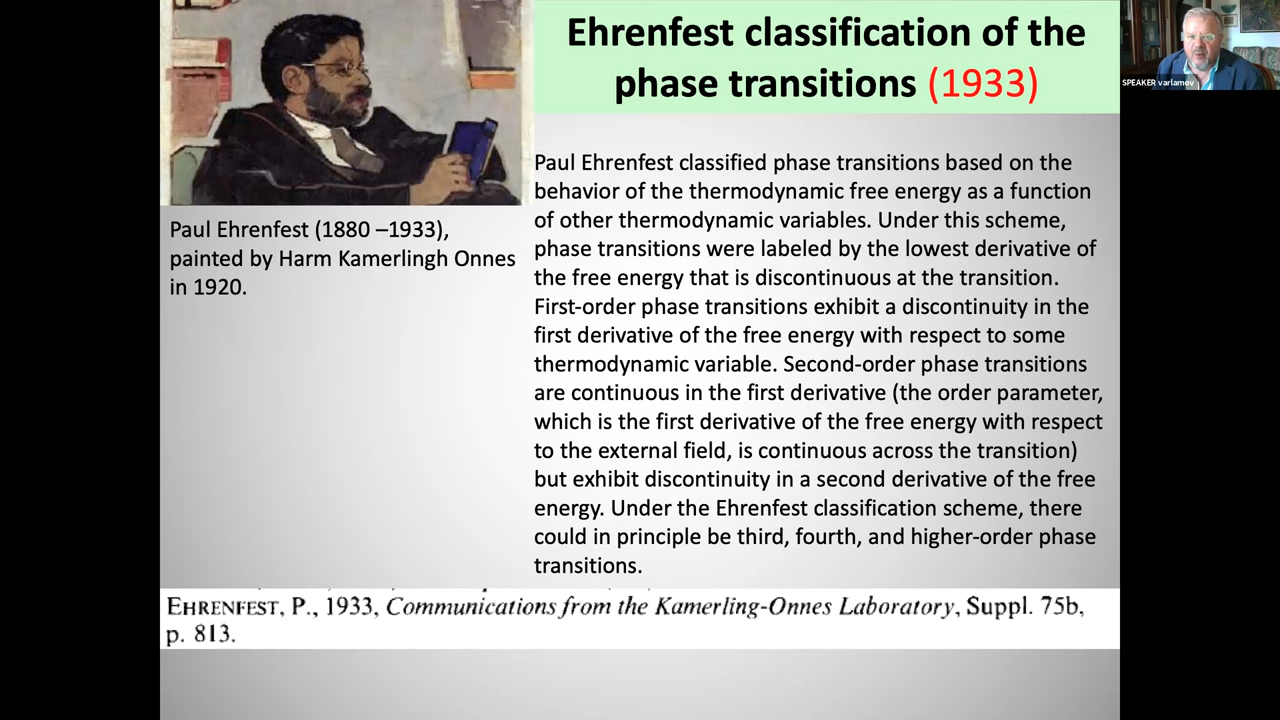 Ehrenfest classification of the
phase transitions (1933)
SPEAKER varlamov
Paul Ehrenfest (1880 –1933),
painted by Harm Kamerlingh Onnes
in 1920.
Paul Ehrenfest classified phase transitions based on the
behavior of the thermodynamic free energy as a function
of other thermodynamic variables. Under this scheme,
phase transitions were labeled by the lowest derivative of
the free energy that is discontinuous at the transition.
First-order phase transitions exhibit a discontinuity in the
first derivative of the free energy with respect to some
thermodynamic variable. Second-order phase transitions
are continuous in the first derivative (the order parameter,
which is the first derivative of the free energy with respect
to the external field, is continuous across the transition)
but exhibit discontinuity in a second derivative of the free
energy. Under the Ehrenfest classification scheme, there
could in principle be third, fourth, and higher-order phase
transitions.
EHRENFEST, P., 1933, Communications from the Kamerling-Onnes Laboratory, Suppl. 75b,
p. 813.